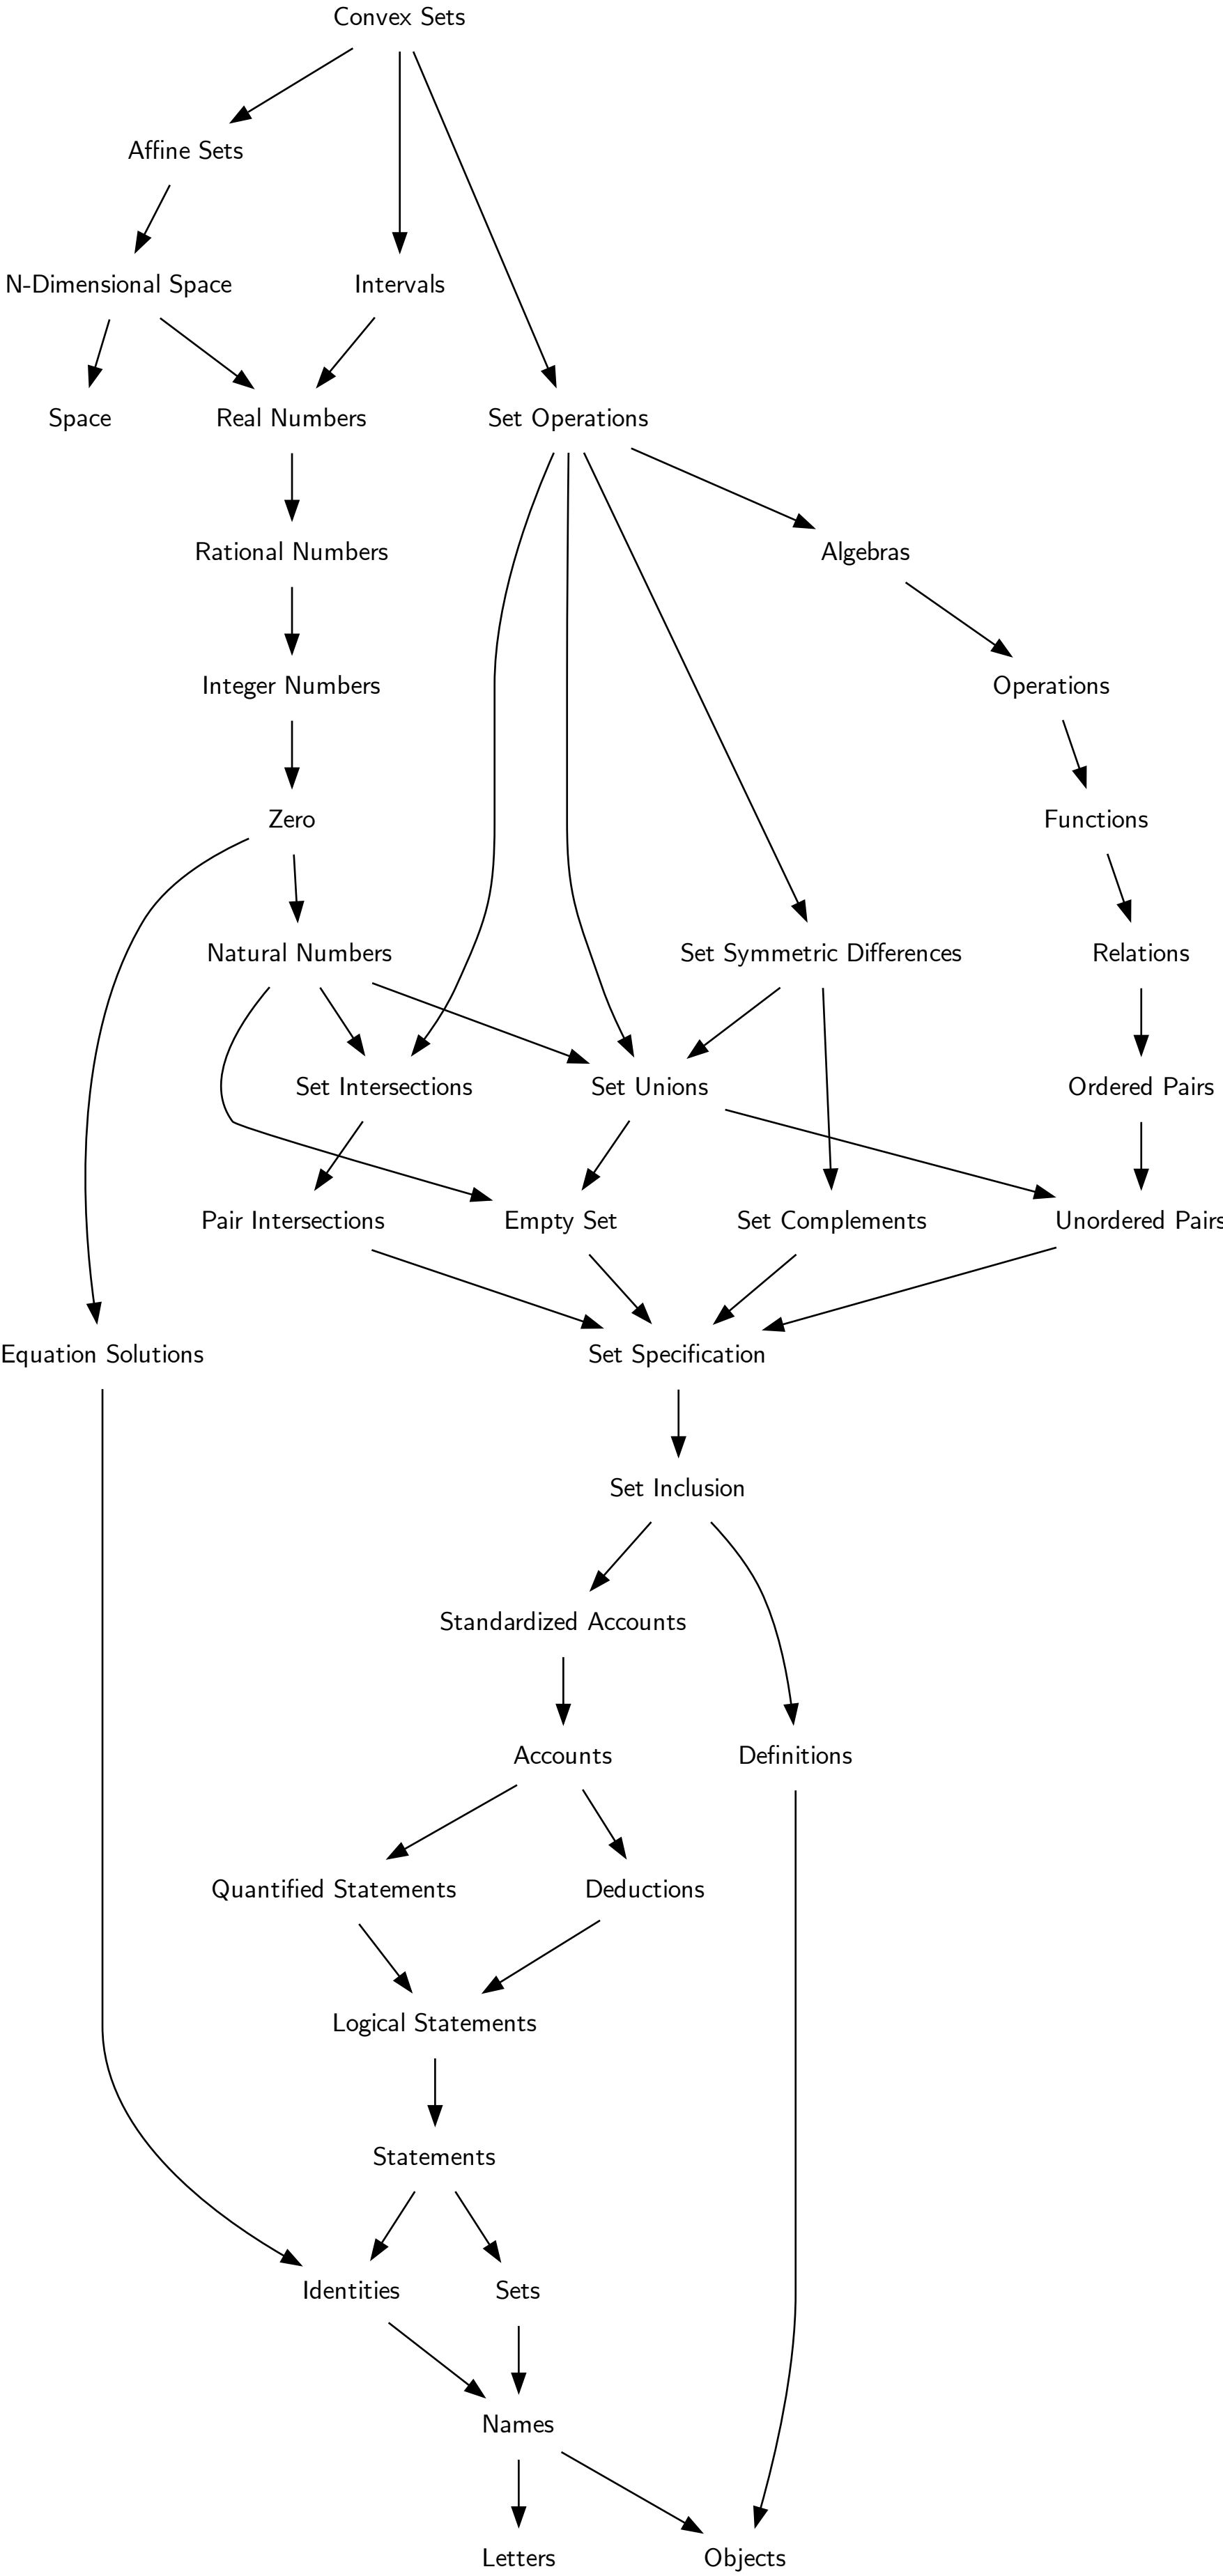 Convex Sets
Affine Sets
N-Dimensional Space
Intervals
Space
Real Numbers
Set Operations
Rational Numbers
Algebras
Integer Numbers
Operations
Zero
Functions
Natural Numbers
Set Symmetric Differences
Relations
Set Intersections
Set Unions
Ordered Pairs
Pair Intersections
Empty Set
Set Complements
Unordered Pairs
Equation Solutions
Set Specification
Set Inclusion
Standardized Accounts
Accounts
Definitions
Quantified Statements
Deductions
Logical Statements
Statements
Identities
Sets
Names
Letters
Objects